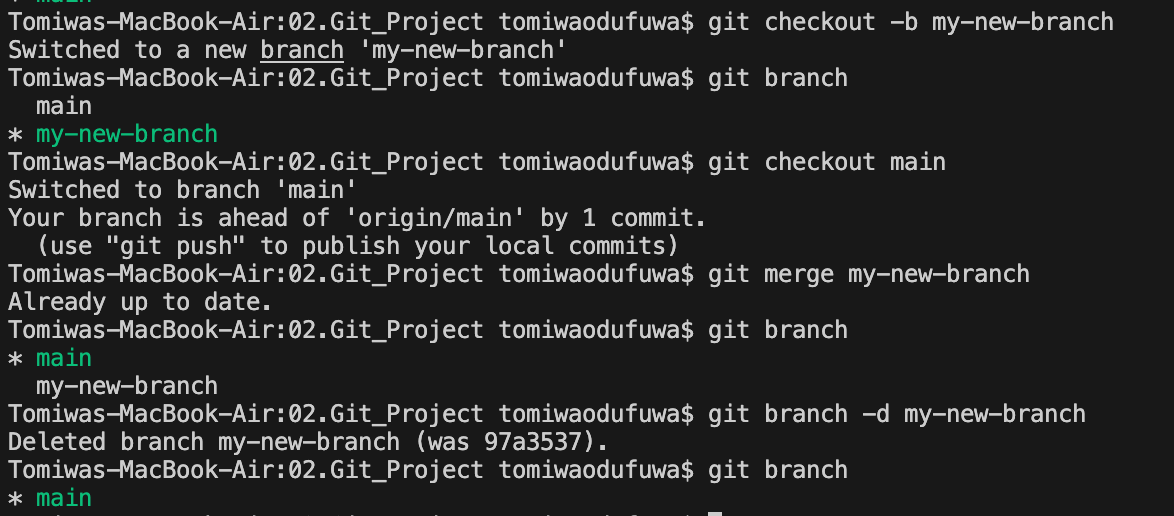 * main
Tomiwas-MacBook-Air:02.Git_Project tomiwaodufuwa$ git checkout -b my-new-branch
Switched to a new branch 'my-new-branch'
Tomiwas-MacBook-Air:02.Git_Project tomiwaodufuwa$ git branch
  main
* my-new-branch
Tomiwas-MacBook-Air:02.Git_Project tomiwaodufuwa$ git checkout main
Switched to branch 'main'
Your branch is ahead of 'origin/main' by 1 commit.
  (use "git push" to publish your local commits)
Tomiwas-MacBook-Air:02.Git_Project tomiwaodufuwa$ git merge my-new-branch
Already up to date.
Tomiwas-MacBook-Air:02.Git_Project tomiwaodufuwa$ git branch
* main
  my-new-branch
Tomiwas-MacBook-Air:02.Git_Project tomiwaodufuwa$ git branch -d my-new-branch
Deleted branch my-new-branch (was 97a3537).
Tomiwas-MacBook-Air:02.Git_Project tomiwaodufuwa$ git branch
* main